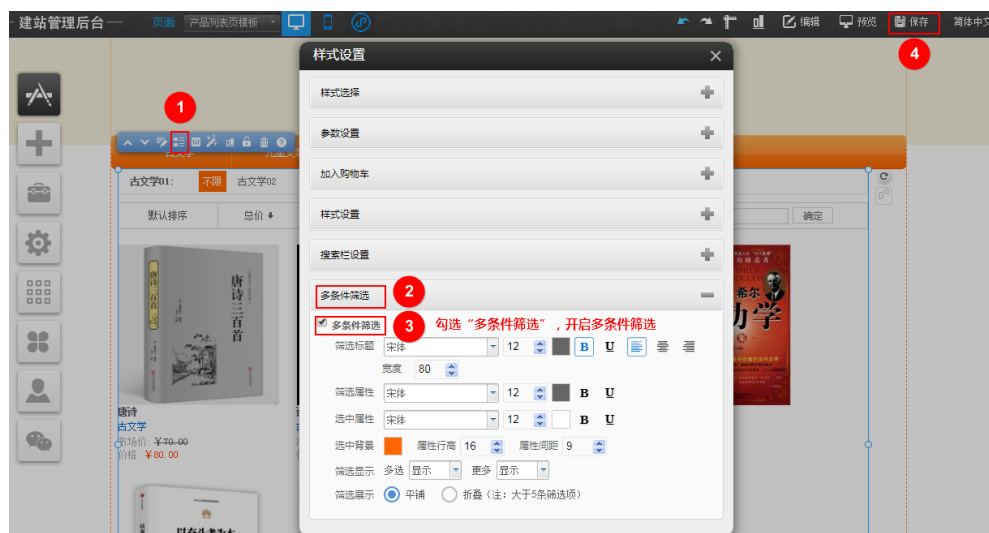 建站管理后台
页面 产品列表页模板
编辑 预览 保存 简体中文
4
样式设置
样式选择
1
参数设置
加入购物车
样式设置
搜索栏设置
多条件筛选
2
多条件筛选
3
勾选“多条件筛选”，开启多条件筛选
筛选标题 宋体 12 B U
宽度 80
筛选属性 宋体 12 B U
选中属性 宋体 12 B U
选中背景 属性行高 16 属性间距 9
筛选显示 多选 显示 更多 显示
筛选展示 平铺 折叠(注: 大于5条筛选项)
古文学01: 不限 古文学02
默认排序 总价
确定
唐诗三百首
唐诗三百首
唐诗
古文学
市场价: ￥70.00
价格: ￥80.00